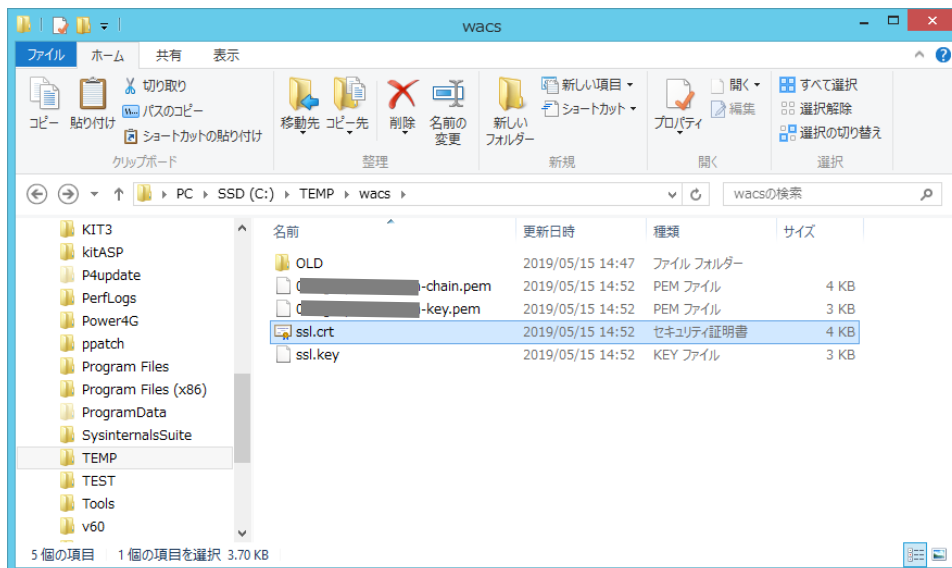 wacs
ファイル ホーム 共有 表示
コピー 貼り付け 切り取り パスのコピー ショートカットの貼り付け
クリップボード
移動先 コピー先 削除 名前の変更
整理
新しいフォルダー 新しい項目 ショートカット
新規
プロパティ 開く 編集
開く
すべて選択 選択解除 選択の切り替え
選択
PC SSD (C:) TEMP wacs wacsの検索
KIT3
kitASP
P4update
PerfLogs
Power4G
ppatch
Program Files
Program Files (x86)
ProgramData
SysinternalsSuite
TEMP
TEST
Tools
v60
名前 更新日時 種類 サイズ
OLD 2019/05/15 14:47 ファイル フォルダー
-chain.pem 2019/05/15 14:52 PEM ファイル 4 KB
-key.pem 2019/05/15 14:52 PEM ファイル 3 KB
ssl.crt 2019/05/15 14:52 セキュリティ証明書 4 KB
ssl.key 2019/05/15 14:52 KEY ファイル 3 KB
5 個の項目 1 個の項目を選択 3.70 KB